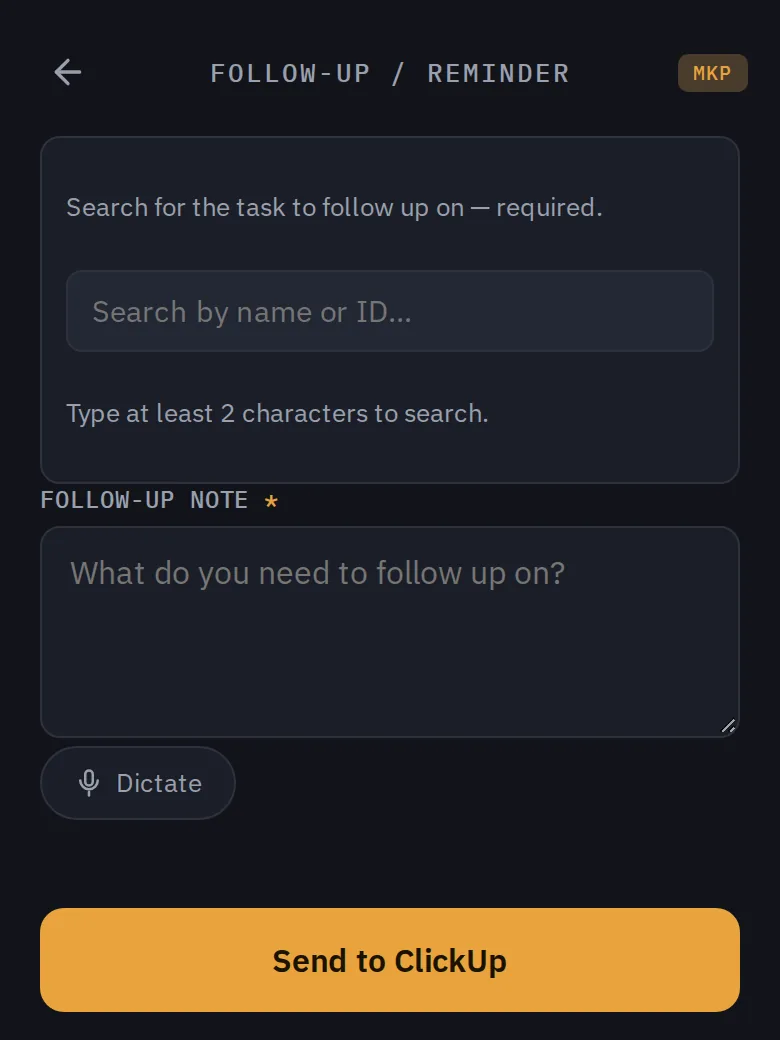 FOLLOW-UP / REMINDER
MKP
Search for the task to follow up on — required.
Search by name or ID...
Type at least 2 characters to search.
FOLLOW-UP NOTE *
What do you need to follow up on?
Dictate
Send to ClickUp